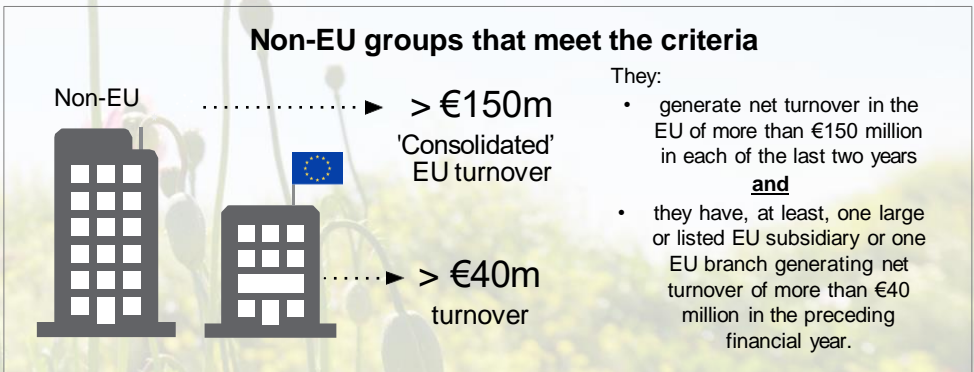 Non-EU groups that meet the criteria
Non-EU
> €150m
'Consolidated’
EU turnover
> €40m
turnover
They:
• generate net turnover in the
EU of more than €150 million
in each of the last two years
and
• they have, at least, one large
or listed EU subsidiary or one
EU branch generating net
turnover of more than €40
million in the preceding
financial year.